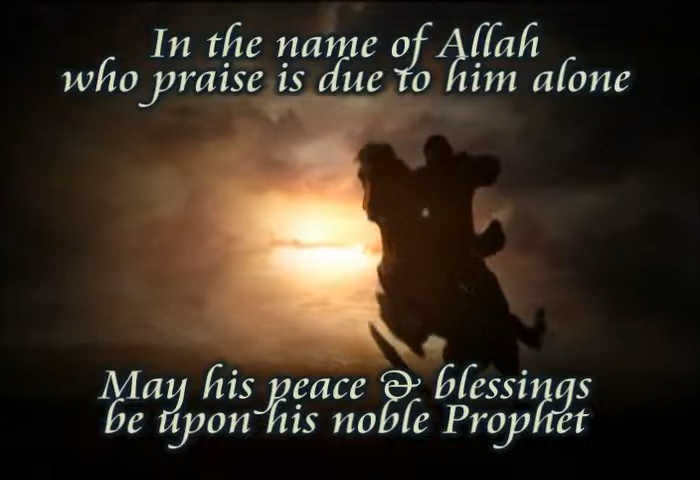 In the name of Allah
who praise is due to him alone
May his peace & blessings
be upon his noble Prophet